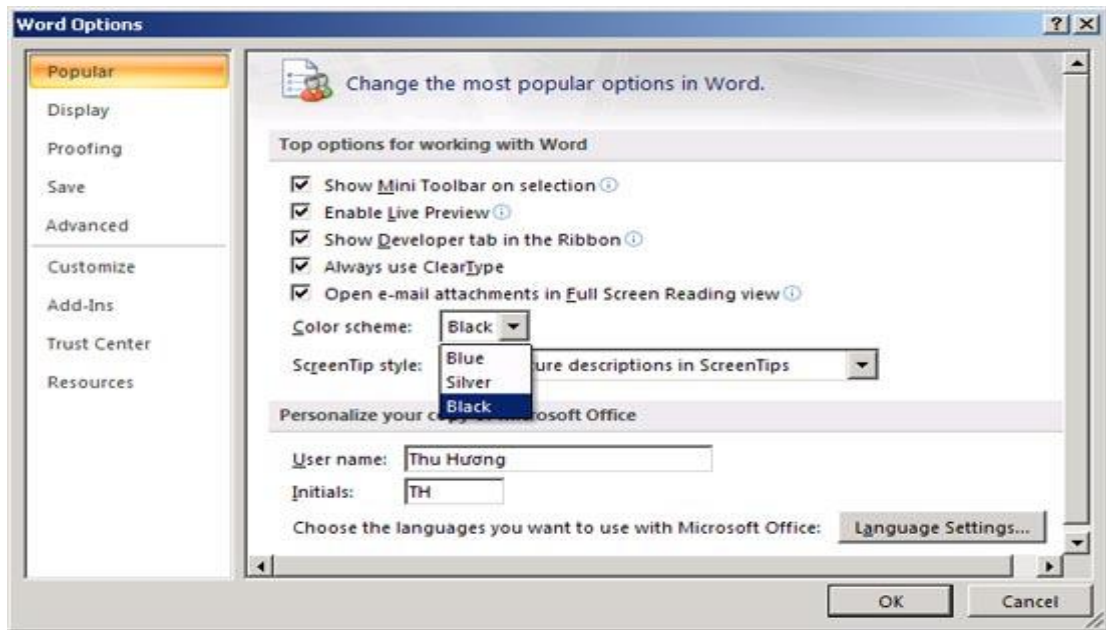 Word Options
Popular
Display
Proofing
Save
Advanced
Customize
Add-Ins
Trust Center
Resources
Change the most popular options in Word.
Top options for working with Word
Show Mini Toolbar on selection
Enable Live Preview
Show Developer tab in the Ribbon
Always use ClearType
Open e-mail attachments in Full Screen Reading view
Color scheme: Black
Blue
Silver
Black
ScreenTip style: ure descriptions in ScreenTips
Personalize your c osoft Office
User name: Thu Hương
Initials: TH
Choose the languages you want to use with Microsoft Office: Language Settings...
OK Cancel